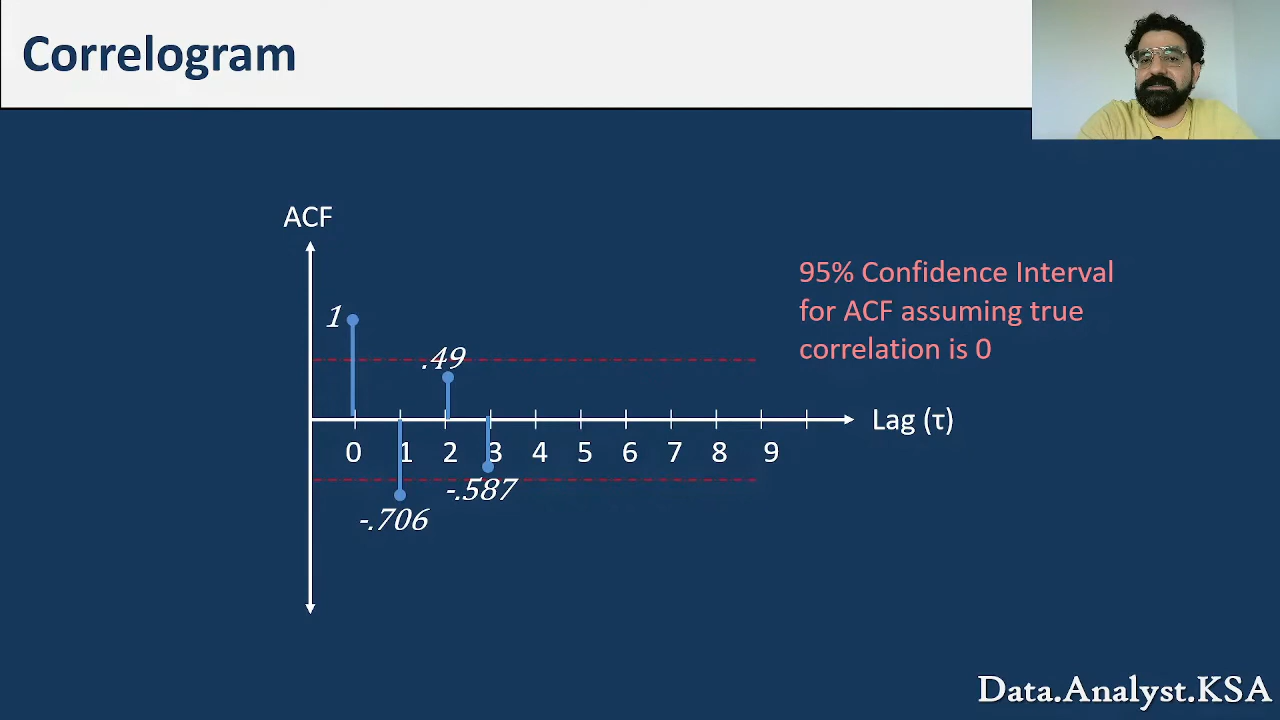 Correlogram
ACF
95% Confidence Interval
for ACF assuming true
correlation is 0
1
.49
Lag (τ)
0 1 2 3 4 5 6 7 8 9
-.587
-.706
Data.Analyst.KSA